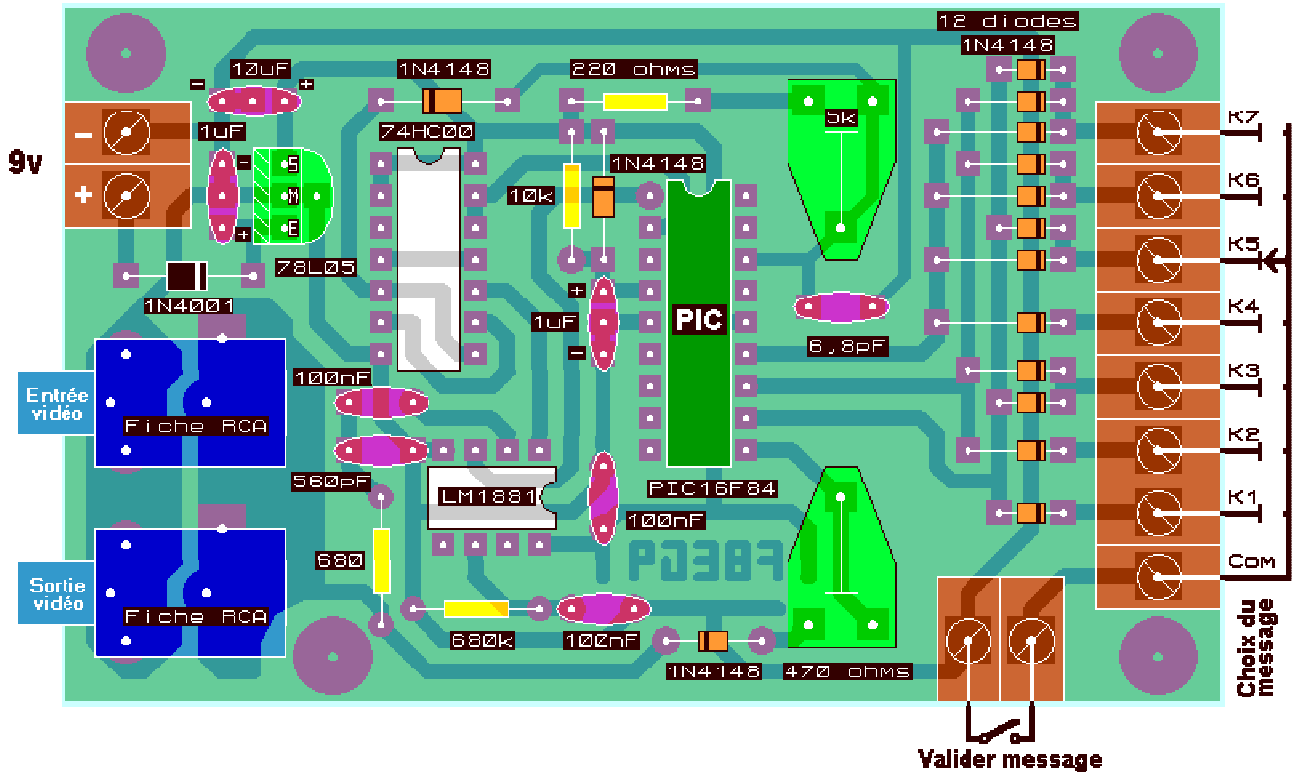 12 diodes
1N4148
10uF
- +
1N4148
220 ohms
5k
K7
-
1uF
74HC00
9v
-
S
1N4148
K6
+
M
10k
+
E
K5
78L05
1N4001
+
1uF
-
PIC
K4
6,8pF
100nF
K3
Entrée
vidéo
Fiche RCA
K2
560pF
LM1881
PIC16F84
K1
100nF
PJ387
680
Com
Sortie
vidéo
Fiche RCA
680k
100nF
1N4148
470 ohms
Choix du
message
Valider message